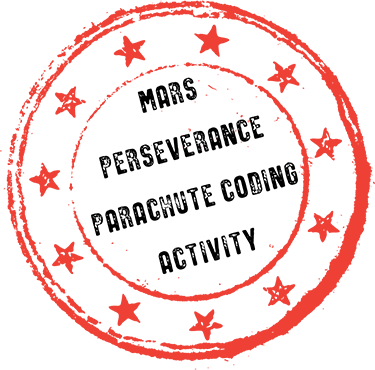 MARS
PERSEVERANCE
PARACHUTE CODING
ACTIVITY